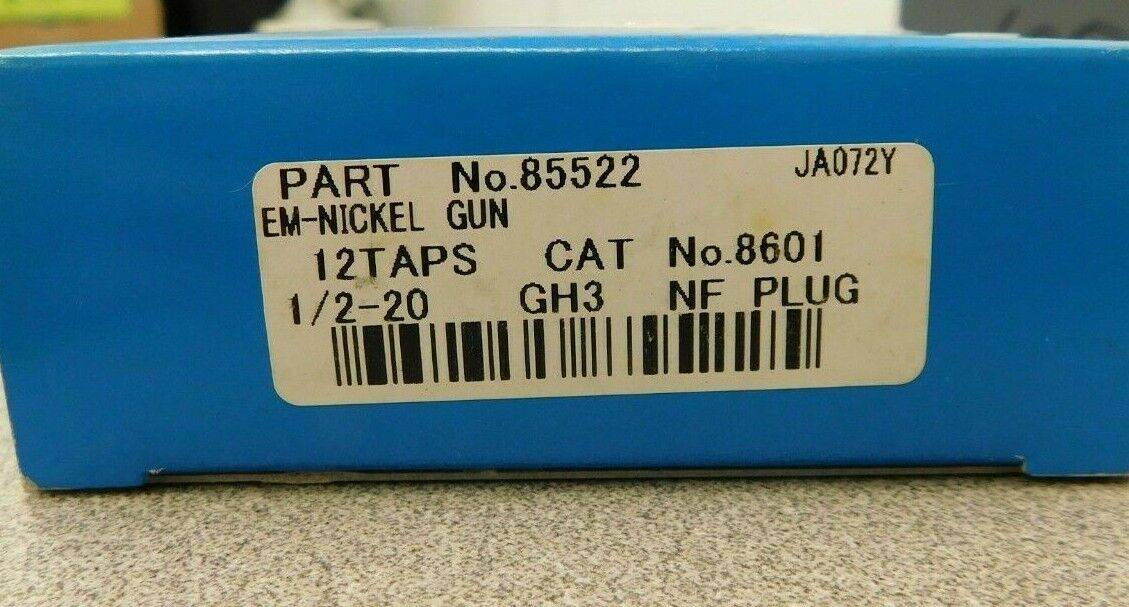 PART No.85522 JA072Y
EM-NICKEL GUN
12TAPS CAT No.8601
1/2-20 GH3 NF PLUG